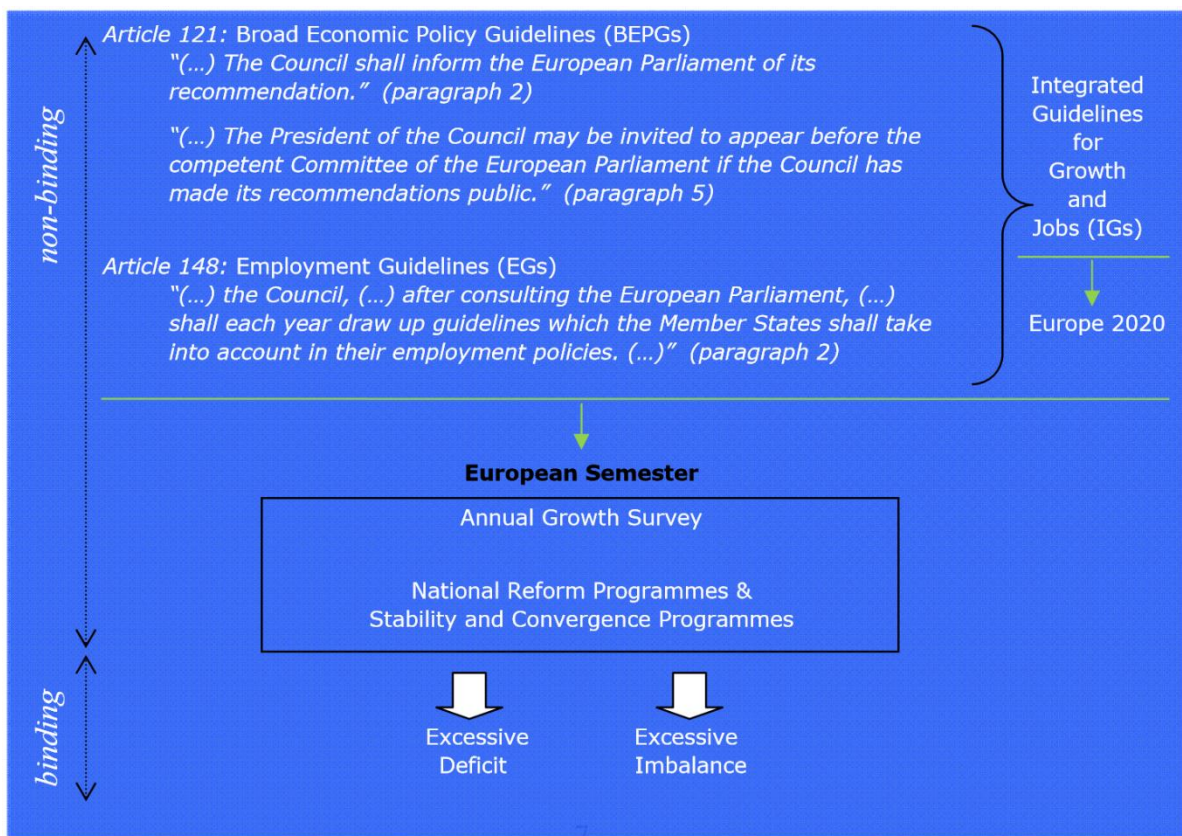 Article 121: Broad Economic Policy Guidelines (BEPGs)
“(…) The Council shall inform the European Parliament of its
recommendation.” (paragraph 2)
“(…) The President of the Council may be invited to appear before the
competent Committee of the European Parliament if the Council has
made its recommendations public.” (paragraph 5)
Article 148: Employment Guidelines (EGs)
“(…) the Council, (…) after consulting the European Parliament, (…)
shall each year draw up guidelines which the Member States shall take
into account in their employment policies. (…)” (paragraph 2)
Integrated
Guidelines
for
Growth
and
Jobs (IGs)
Europe 2020
non-binding
European Semester
Annual Growth Survey
National Reform Programmes &
Stability and Convergence Programmes
binding
Excessive
Deficit
Excessive
Imbalance